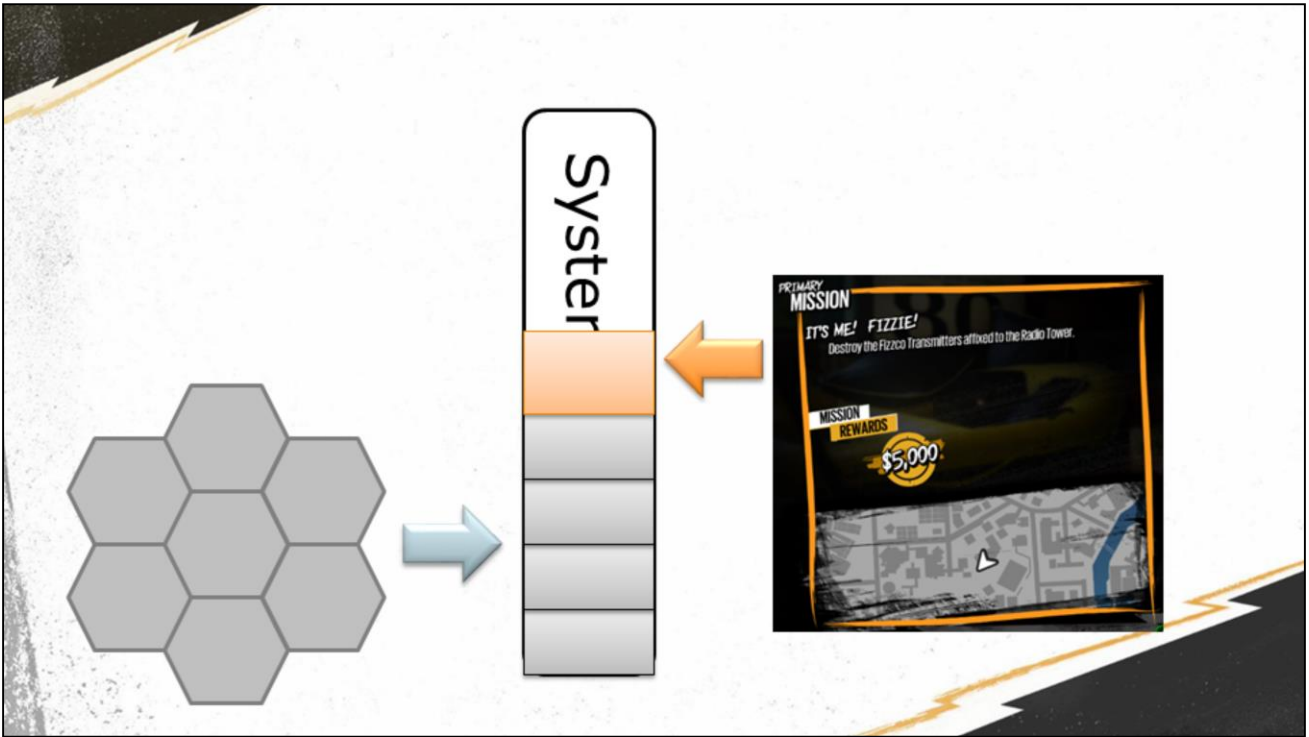 Syster
PRIMARY
MISSION
IT'S ME! FIZZIE!
Destroy the Fizzco Transmitters affixed to the Radio Tower.
MISSION
REWARDS
$5,000